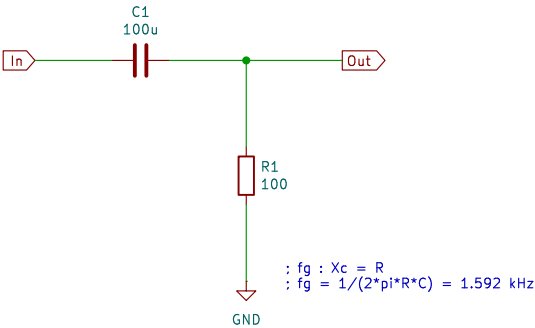 C1
100u
In
Out
R1
100
; fg : Xc = R
; fg = 1/(2*pi*R*C) = 1.592 kHz
GND